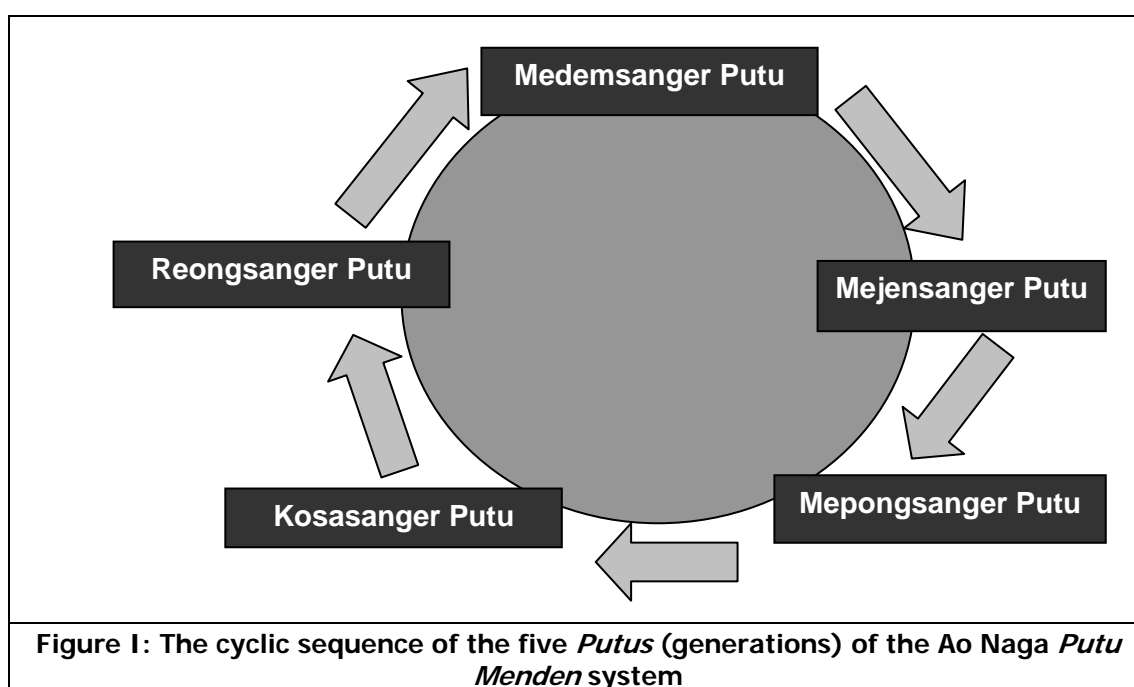 Medemsanger Putu
Reongsanger Putu
Mejensanger Putu
Kosasanger Putu
Mepongsanger Putu
Figure I: The cyclic sequence of the five Putus (generations) of the Ao Naga Putu
Menden system